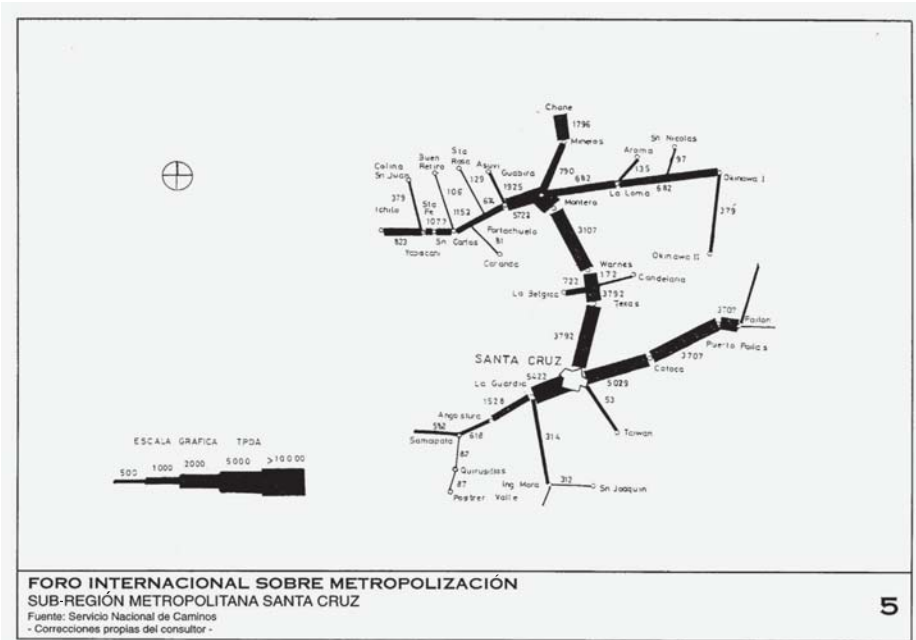 Chane
1796
Mineros
Sn Nicolas
Aroma
97
135
Sta
Rosa
Buen
Retiro
Asuvi
129
Guabira
1925
790
682
682
La Loma
Okinawa I
Colina
Sn Juan
379
106
Sta
Fe
1077
1152
5722
Montero
379
Ichilo
823
Yapacani
Sn Carlos
Portachuelo
81
Caranda
3107
Okinawa II
Warnes
722
172
Candelaria
La Belgica
3792
Texas
3792
3707
Pailon
Puerto Pailas
SANTA CRUZ
3707
Cotoca
5422
5029
La Guardia
1528
53
Angostura
Taiwan
592
618
Samaipata
314
87
Quirusillas
87
Postrer Valle
Ing Mora
312
Sn Joaquin
ESCALA GRAFICA TPDA
500 1000 2000 5000 >10000
FORO INTERNACIONAL SOBRE METROPOLIZACIÓN
SUB-REGIÓN METROPOLITANA SANTA CRUZ
Fuente: Servicio Nacional de Caminos
- Correcciones propias del consultor -
5